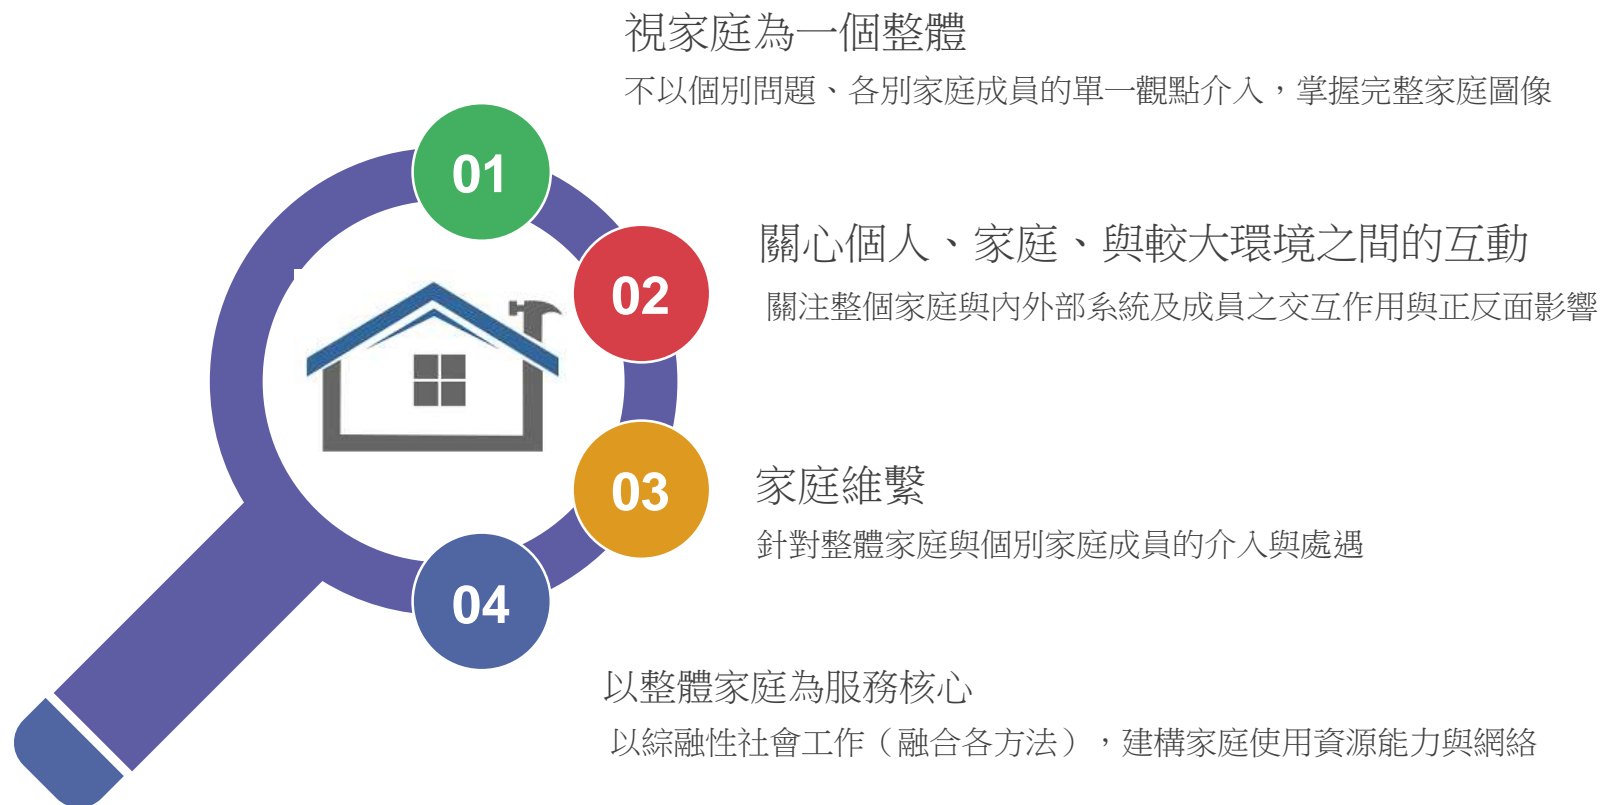 視家庭為一個整體
不以個別問題、各別家庭成員的單一觀點介入，掌握完整家庭圖像
01
02
關心個人、家庭、與較大環境之間的互動
關注整個家庭與內外部系統及成員之交互作用與正反面影響
03
家庭維繫
針對整體家庭與個別家庭成員的介入與處遇
04
以整體家庭為服務核心
以綜融性社會工作（融合各方法），建構家庭使用資源能力與網絡